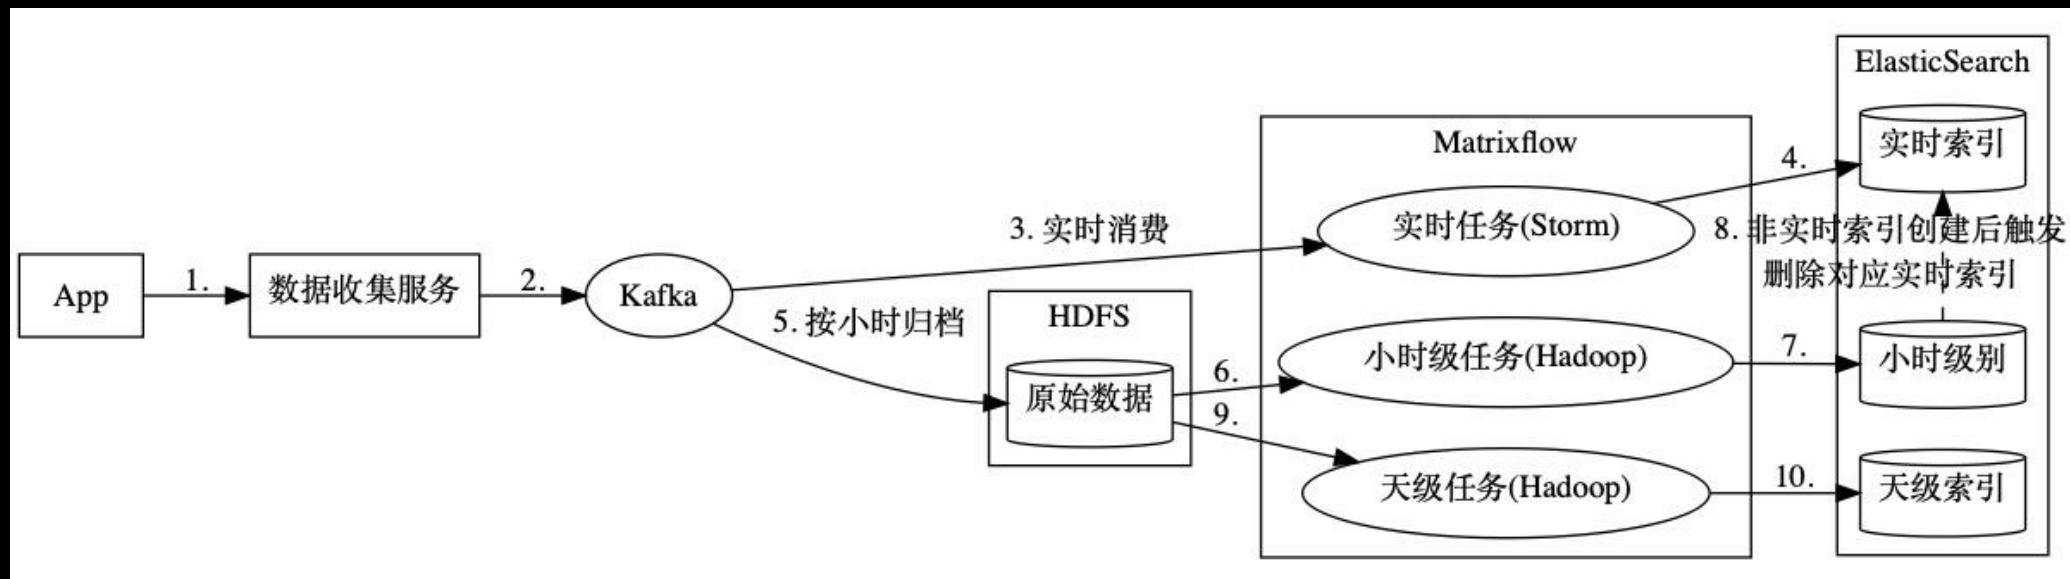 App
1.
数据收集服务
2.
Kafka
3. 实时消费
5. 按小时归档
HDFS
原始数据
6.
9.
Matrixflow
实时任务(Storm)
小时级任务(Hadoop)
天级任务(Hadoop)
4.
8. 非实时索引创建后触发
删除对应实时索引
7.
10.
ElasticSearch
实时索引
小时级别
天级索引